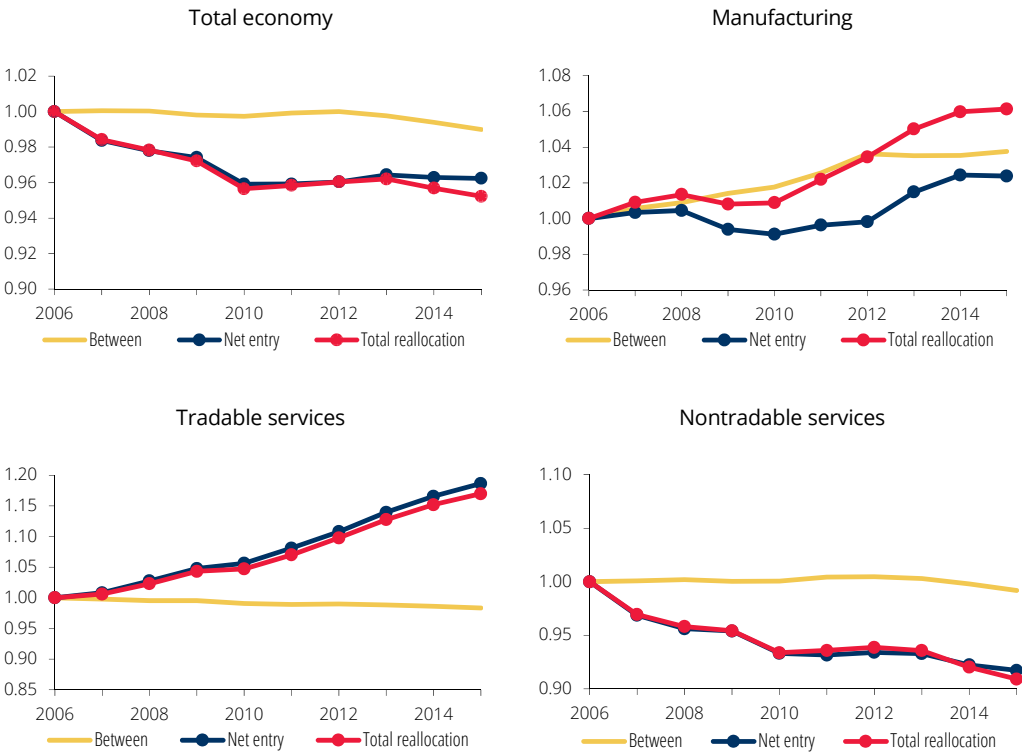 Total economy
1.02
1.00
0.98
0.96
0.94
0.92
0.90
2006 2008 2010 2012 2014
Between Net entry Total reallocation
Manufacturing
1.08
1.06
1.04
1.02
1.00
0.98
0.96
2006 2008 2010 2012 2014
Between Net entry Total reallocation
Tradable services
1.20
1.15
1.10
1.05
1.00
0.95
0.90
0.85
2006 2008 2010 2012 2014
Between Net entry Total reallocation
Nontradable services
1.10
1.05
1.00
0.95
0.90
2006 2008 2010 2012 2014
Between Net entry Total reallocation